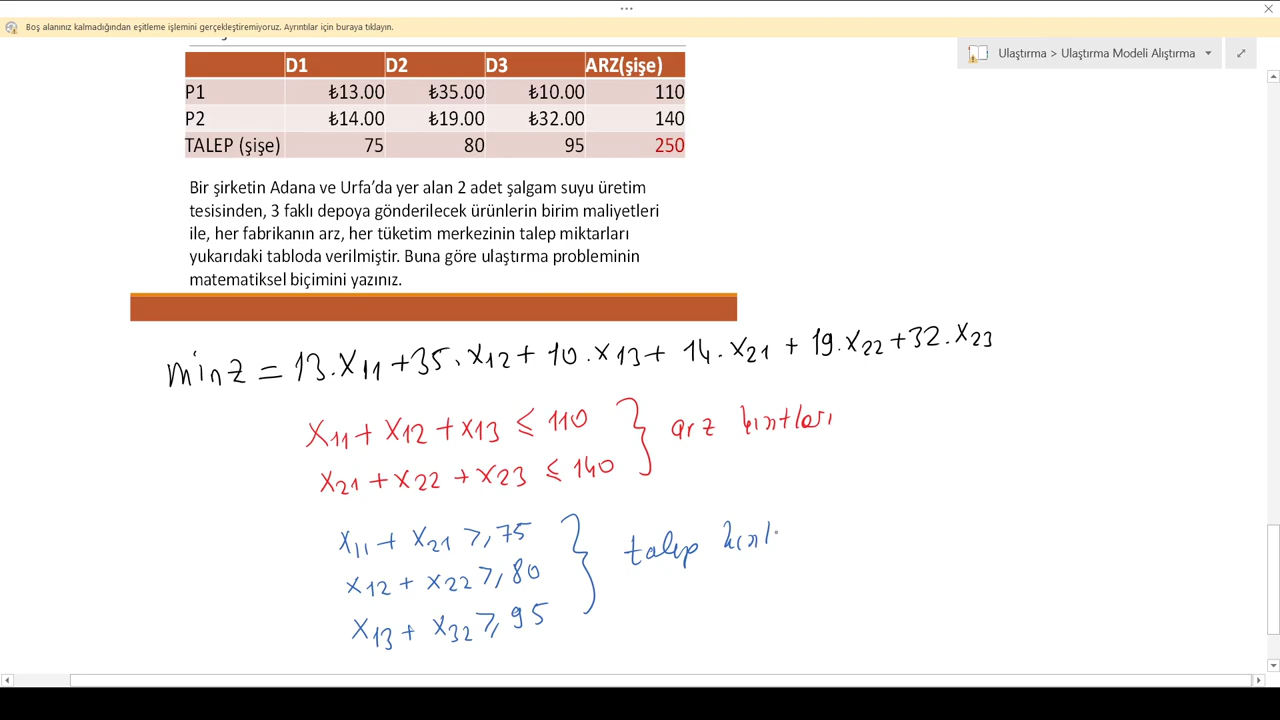 Boş alanınız kalmadığından eşitleme işlemini gerçekleştiremiyoruz. Ayrıntılar için buraya tıklayın.
Ulaştırma > Ulaştırma Modeli Alıştırma
D1 D2 D3 ARZ(şişe)
P1 ₺13.00 ₺35.00 ₺10.00 110
P2 ₺14.00 ₺19.00 ₺32.00 140
TALEP (şişe) 75 80 95 250
Bir şirketin Adana ve Urfa’da yer alan 2 adet şalgam suyu üretim
tesisinden, 3 faklı depoya gönderilecek ürünlerin birim maliyetleri
ile, her fabrikanın arz, her tüketim merkezinin talep miktarları
yukarıdaki tabloda verilmiştir. Buna göre ulaştırma probleminin
matematiksel biçimini yazınız.
min z = 13.x11 + 35.x12 + 10.x13 + 14.x21 + 19.x22 + 32.x23
x11 + x12 + x13 ≤ 110
x21 + x22 + x23 ≤ 140
} arz kıstları
x11 + x21 ≥ 75
x12 + x22 ≥ 80
x13 + x32 ≥ 95
} talep kıst